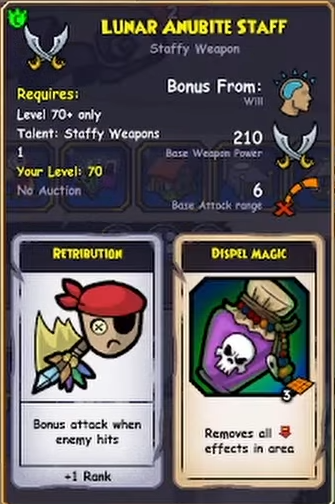 LUNAR ANUBITE STAFF
Staffy Weapon
Requires:
Level 70+ only
Talent: Staffy Weapons
1
Your Level: 70
No Auction
Bonus From:
Will
210
Base Weapon Power
6
Base Attack range
RETRIBUTION
Bonus attack when
enemy hits
+1 Rank
DISPEL MAGIC
3
Removes all
effects in area